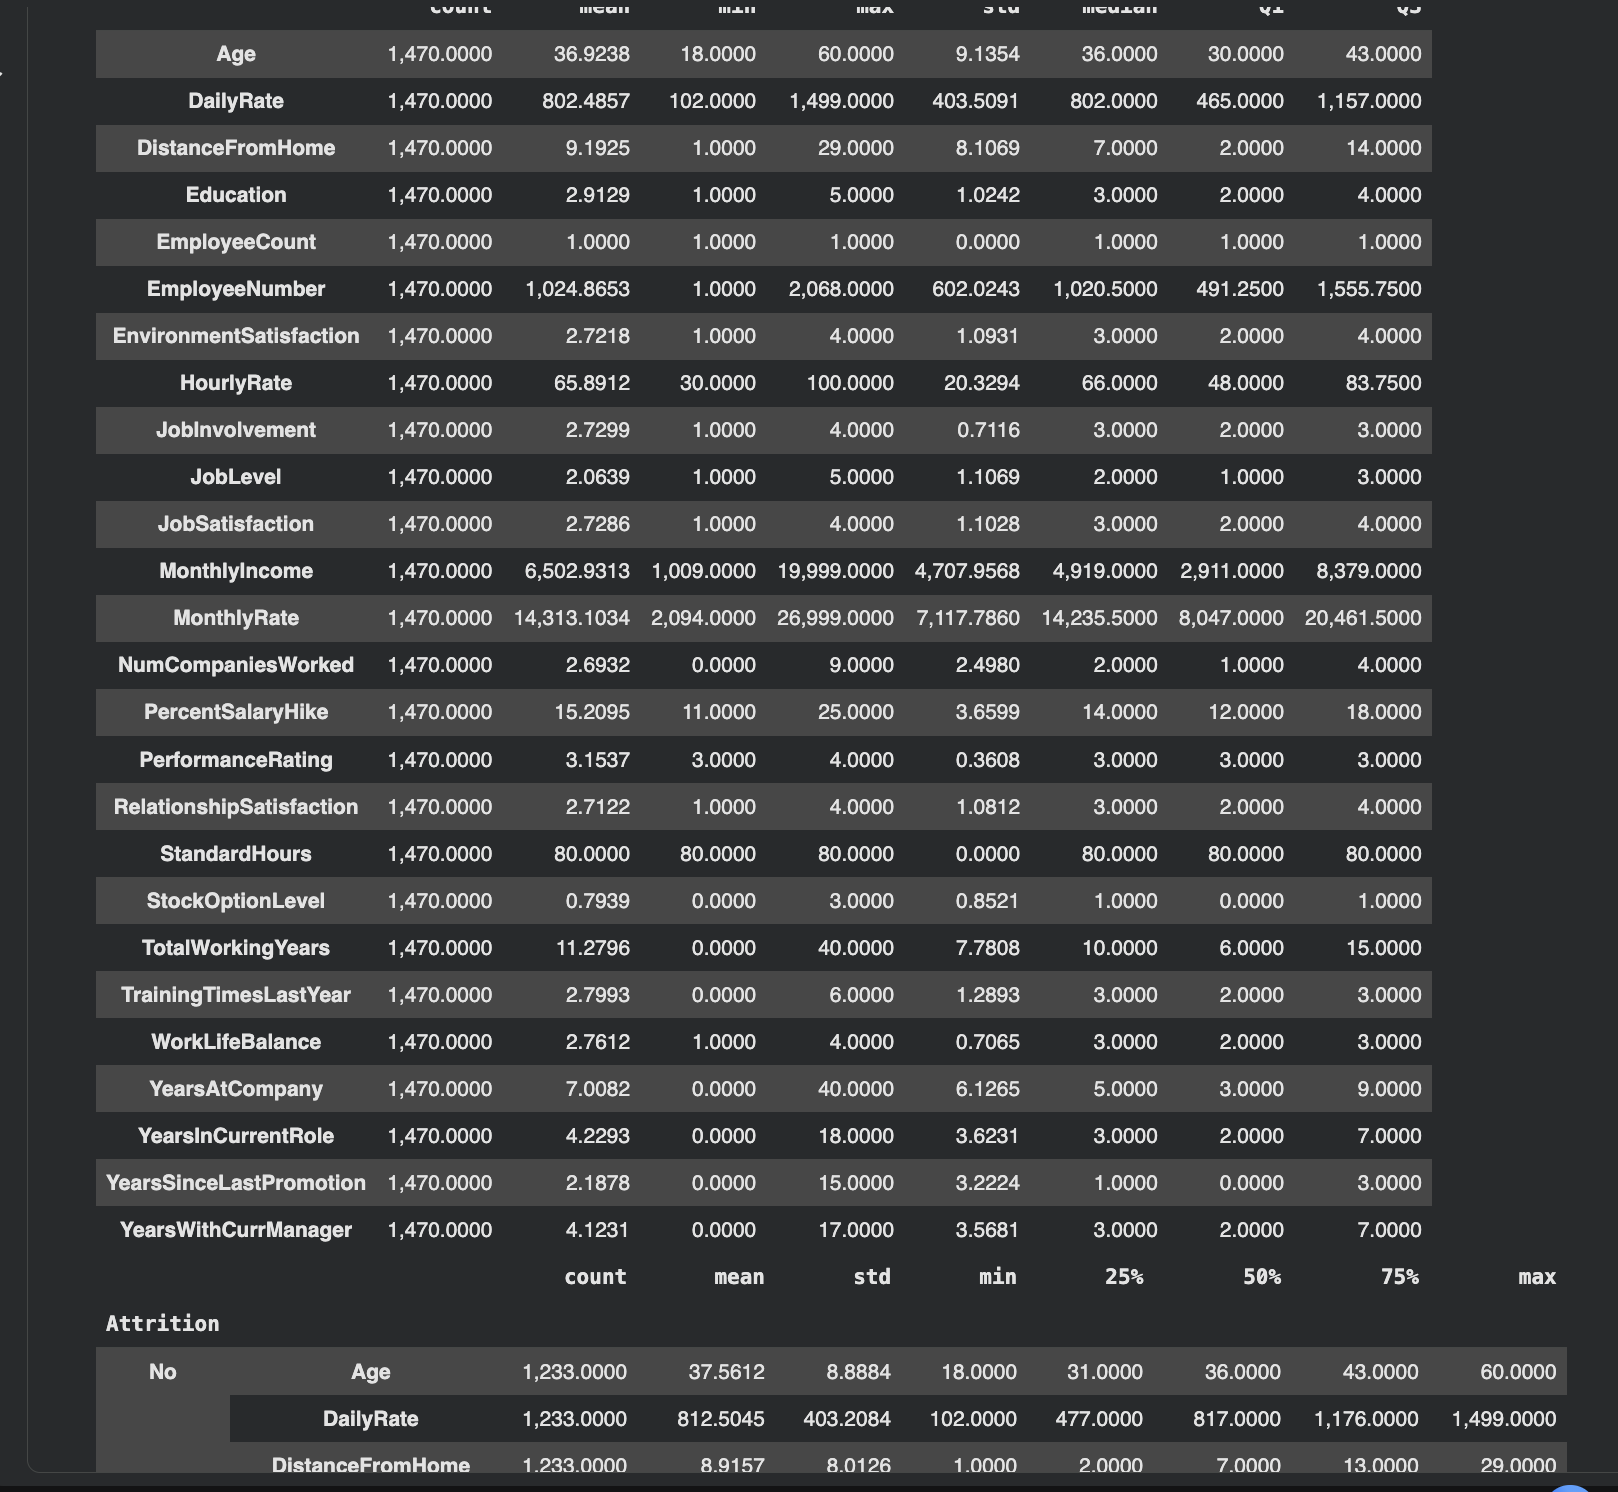 count mean min max std median Q1 Q3
Age 1,470.0000 36.9238 18.0000 60.0000 9.1354 36.0000 30.0000 43.0000
DailyRate 1,470.0000 802.4857 102.0000 1,499.0000 403.5091 802.0000 465.0000 1,157.0000
DistanceFromHome 1,470.0000 9.1925 1.0000 29.0000 8.1069 7.0000 2.0000 14.0000
Education 1,470.0000 2.9129 1.0000 5.0000 1.0242 3.0000 2.0000 4.0000
EmployeeCount 1,470.0000 1.0000 1.0000 1.0000 0.0000 1.0000 1.0000 1.0000
EmployeeNumber 1,470.0000 1,024.8653 1.0000 2,068.0000 602.0243 1,020.5000 491.2500 1,555.7500
EnvironmentSatisfaction 1,470.0000 2.7218 1.0000 4.0000 1.0931 3.0000 2.0000 4.0000
HourlyRate 1,470.0000 65.8912 30.0000 100.0000 20.3294 66.0000 48.0000 83.7500
JobInvolvement 1,470.0000 2.7299 1.0000 4.0000 0.7116 3.0000 2.0000 3.0000
JobLevel 1,470.0000 2.0639 1.0000 5.0000 1.1069 2.0000 1.0000 3.0000
JobSatisfaction 1,470.0000 2.7286 1.0000 4.0000 1.1028 3.0000 2.0000 4.0000
MonthlyIncome 1,470.0000 6,502.9313 1,009.0000 19,999.0000 4,707.9568 4,919.0000 2,911.0000 8,379.0000
MonthlyRate 1,470.0000 14,313.1034 2,094.0000 26,999.0000 7,117.7860 14,235.5000 8,047.0000 20,461.5000
NumCompaniesWorked 1,470.0000 2.6932 0.0000 9.0000 2.4980 2.0000 1.0000 4.0000
PercentSalaryHike 1,470.0000 15.2095 11.0000 25.0000 3.6599 14.0000 12.0000 18.0000
PerformanceRating 1,470.0000 3.1537 3.0000 4.0000 0.3608 3.0000 3.0000 3.0000
RelationshipSatisfaction 1,470.0000 2.7122 1.0000 4.0000 1.0812 3.0000 2.0000 4.0000
StandardHours 1,470.0000 80.0000 80.0000 80.0000 0.0000 80.0000 80.0000 80.0000
StockOptionLevel 1,470.0000 0.7939 0.0000 3.0000 0.8521 1.0000 0.0000 1.0000
TotalWorkingYears 1,470.0000 11.2796 0.0000 40.0000 7.7808 10.0000 6.0000 15.0000
TrainingTimesLastYear 1,470.0000 2.7993 0.0000 6.0000 1.2893 3.0000 2.0000 3.0000
WorkLifeBalance 1,470.0000 2.7612 1.0000 4.0000 0.7065 3.0000 2.0000 3.0000
YearsAtCompany 1,470.0000 7.0082 0.0000 40.0000 6.1265 5.0000 3.0000 9.0000
YearsInCurrentRole 1,470.0000 4.2293 0.0000 18.0000 3.6231 3.0000 2.0000 7.0000
YearsSinceLastPromotion 1,470.0000 2.1878 0.0000 15.0000 3.2224 1.0000 0.0000 3.0000
YearsWithCurrManager 1,470.0000 4.1231 0.0000 17.0000 3.5681 3.0000 2.0000 7.0000
count mean std min 25% 50% 75% max
Attrition
No Age 1,233.0000 37.5612 8.8884 18.0000 31.0000 36.0000 43.0000 60.0000
DailyRate 1,233.0000 812.5045 403.2084 102.0000 477.0000 817.0000 1,176.0000 1,499.0000
DistanceFromHome 1,233.0000 8.9157 8.0126 1.0000 2.0000 7.0000 13.0000 29.0000